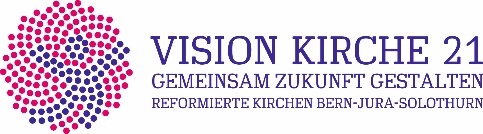 VISION KIRCHE 21
GEMEINSAM ZUKUNFT GESTALTEN
REFORMIERTE KIRCHEN BERN-JURA-SOLOTHURN